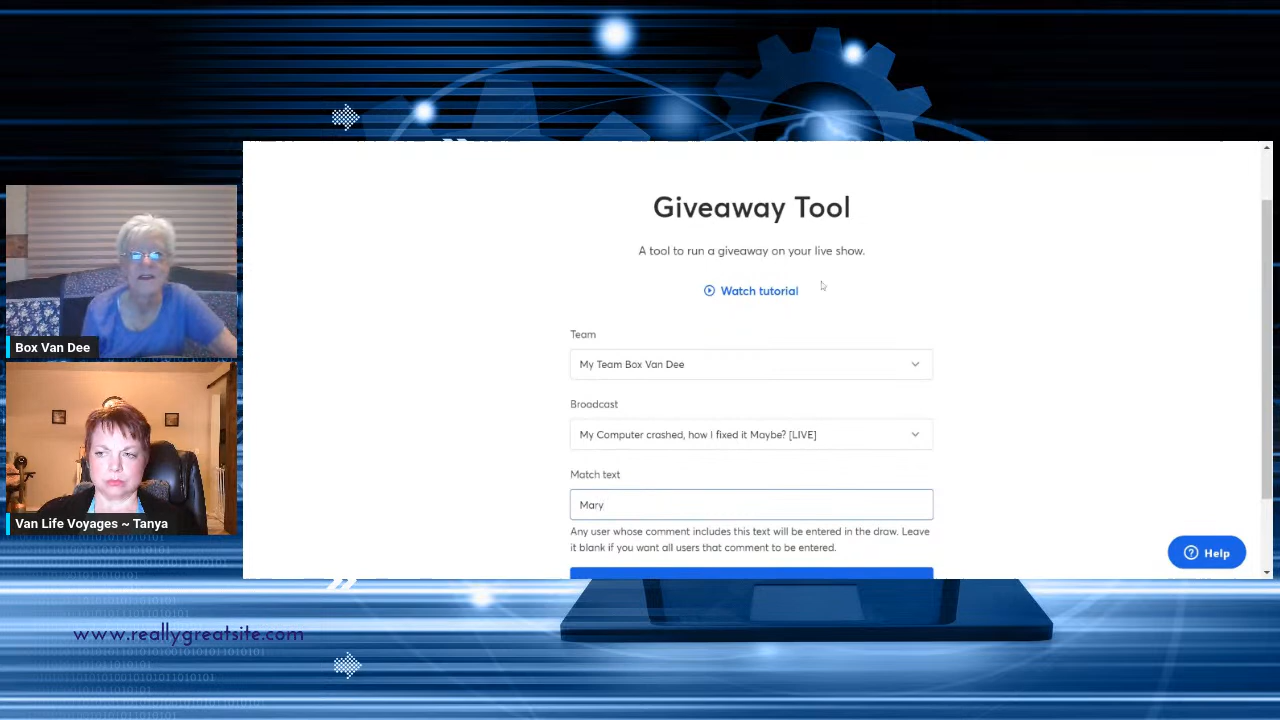 Giveaway Tool
A tool to run a giveaway on your live show.
Watch tutorial
Team
My Team Box Van Dee
Broadcast
My Computer crashed, how I fixed it Maybe? [LIVE]
Match text
Mary
Any user whose comment includes this text will be entered in the draw. Leave
it blank if you want all users that comment to be entered.
Help
Box Van Dee
Van Life Voyages ~ Tanya
www.reallygreatsite.com